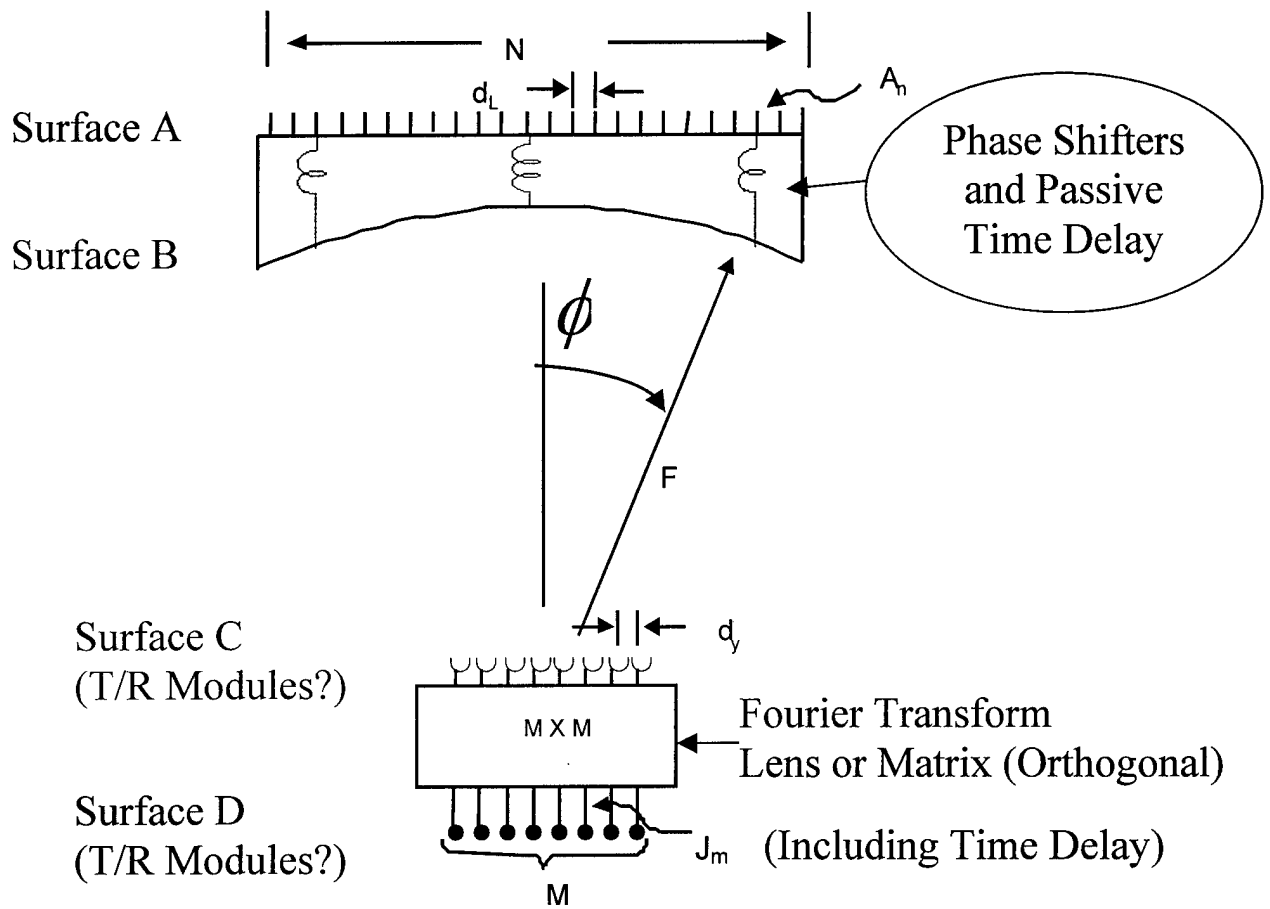 N
d_L
A_n
Surface A
Phase Shifters
and Passive
Time Delay
Surface B
ϕ
F
Surface C
(T/R Modules?)
d_y
M X M
Fourier Transform
Lens or Matrix (Orthogonal)
Surface D
(T/R Modules?)
J_m (Including Time Delay)
M